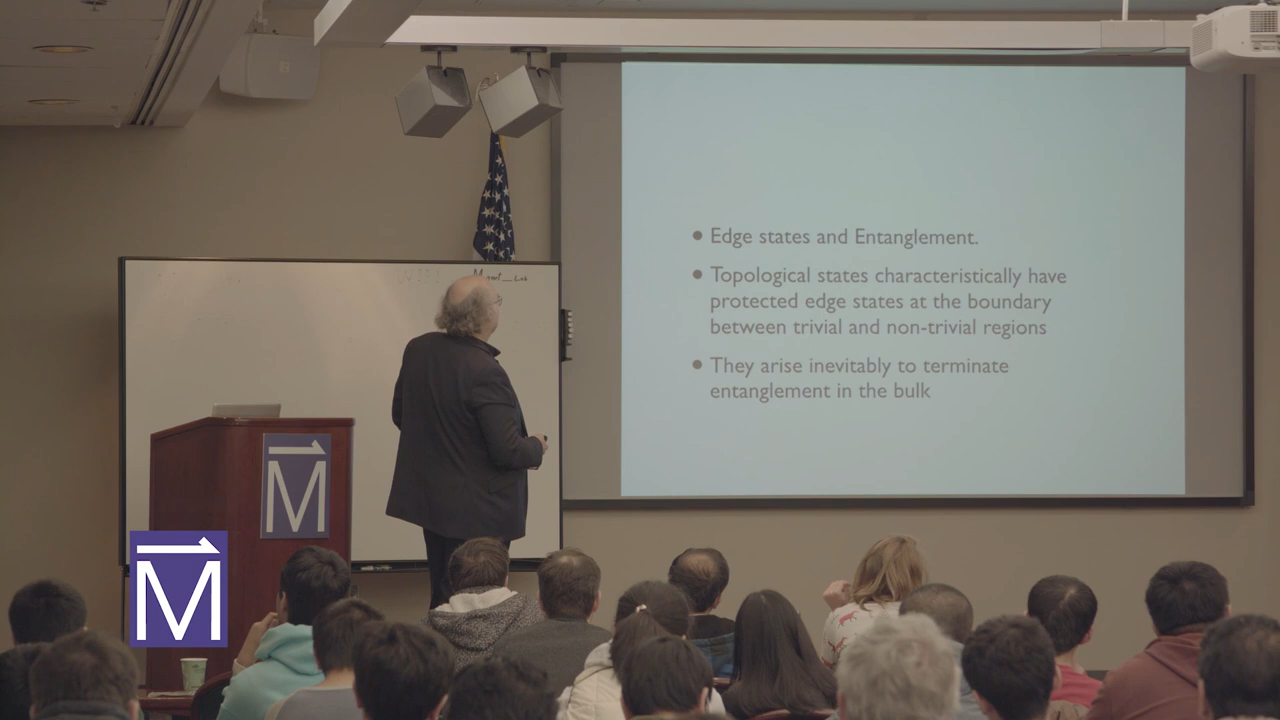 Edge states and Entanglement.
Topological states characteristically have
protected edge states at the boundary
between trivial and non-trivial regions
They arise inevitably to terminate
entanglement in the bulk
M
M